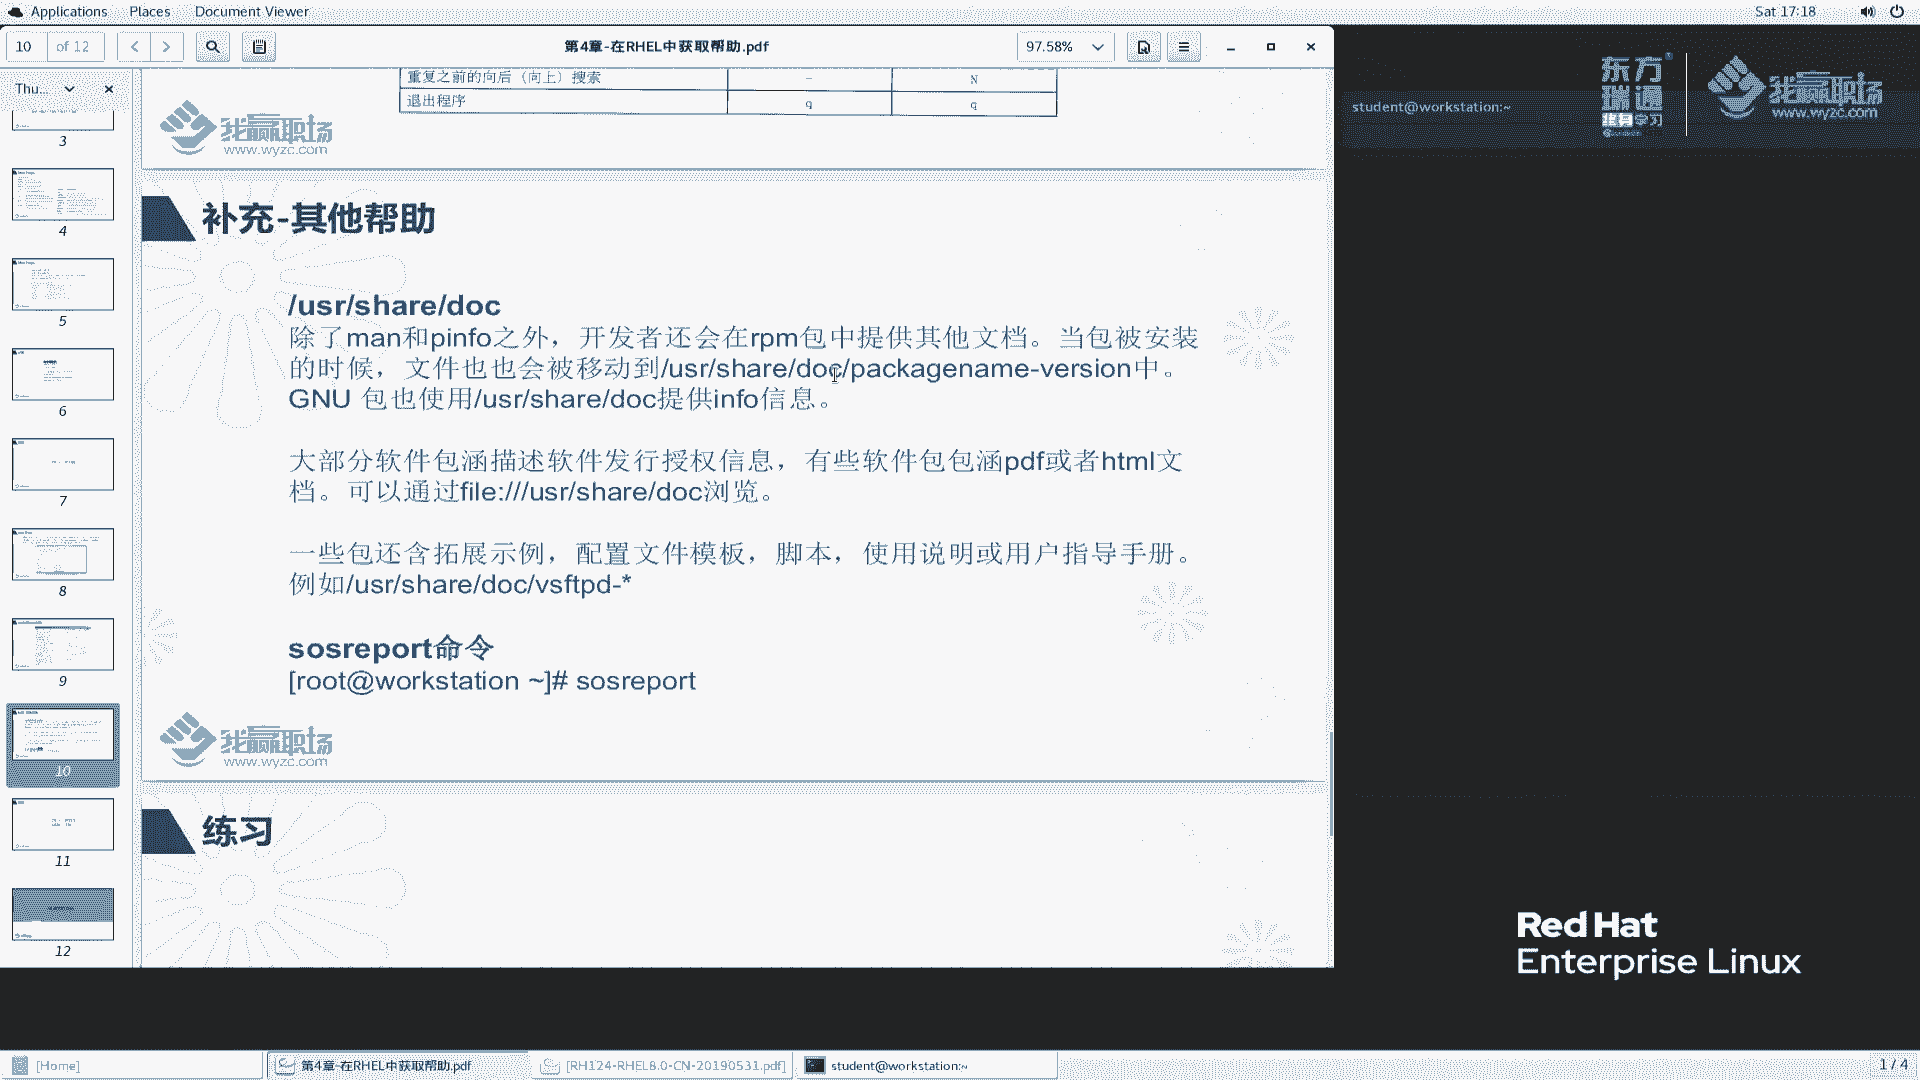 Applications Places Document Viewer
Sat 17:18
10 of 12
第4章-在RHEL中获取帮助.pdf
97.58%
Thu...
3
4
5
6
7
8
9
10
11
12
重复之前的向后（向上）搜索 N
退出程序 q q
我赢职场
www.wyzc.com
补充-其他帮助
/usr/share/doc
除了man和pinfo之外，开发者还会在rpm包中提供其他文档。当包被安装
的时候，文件也也会被移动到/usr/share/doc/packagename-version中。
GNU 包也使用/usr/share/doc提供info信息。
大部分软件包涵描述软件发行授权信息，有些软件包包涵pdf或者html文
档。可以通过file:///usr/share/doc浏览。
一些包还含拓展示例，配置文件模板，脚本，使用说明或用户指导手册。
例如/usr/share/doc/vsftpd-*
sosreport命令
[root@workstation ~]# sosreport
我赢职场
www.wyzc.com
练习
student@workstation:~
东方瑞通
终身学习
我赢职场
www.wyzc.com
Red Hat
Enterprise Linux
[Home]
第4章-在RHEL中获取帮助.pdf
[RH124-RHEL8.0-CN-20190531.pdf]
student@workstation:~
1 / 4